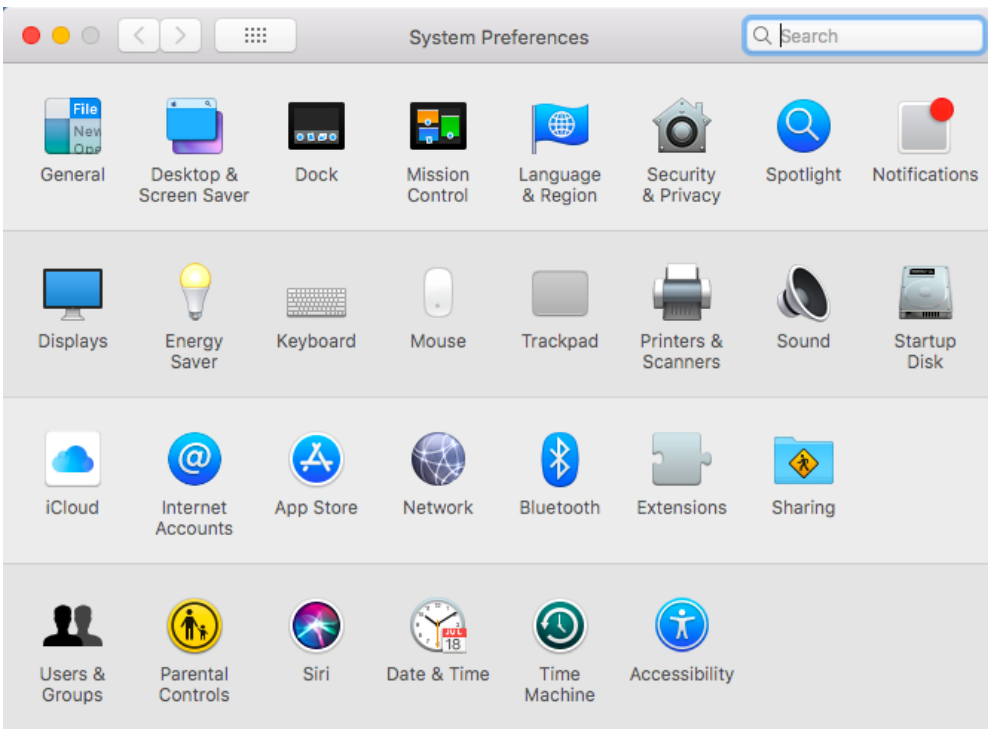 System Preferences
Search
File
New
Ope
General
Desktop &
Screen Saver
Dock
Mission
Control
Language
& Region
Security
& Privacy
Spotlight
Notifications
Displays
Energy
Saver
Keyboard
Mouse
Trackpad
Printers &
Scanners
Sound
Startup
Disk
iCloud
@
Internet
Accounts
App Store
Network
Bluetooth
Extensions
Sharing
Users &
Groups
Parental
Controls
Siri
JUL
18
Date & Time
Time
Machine
Accessibility